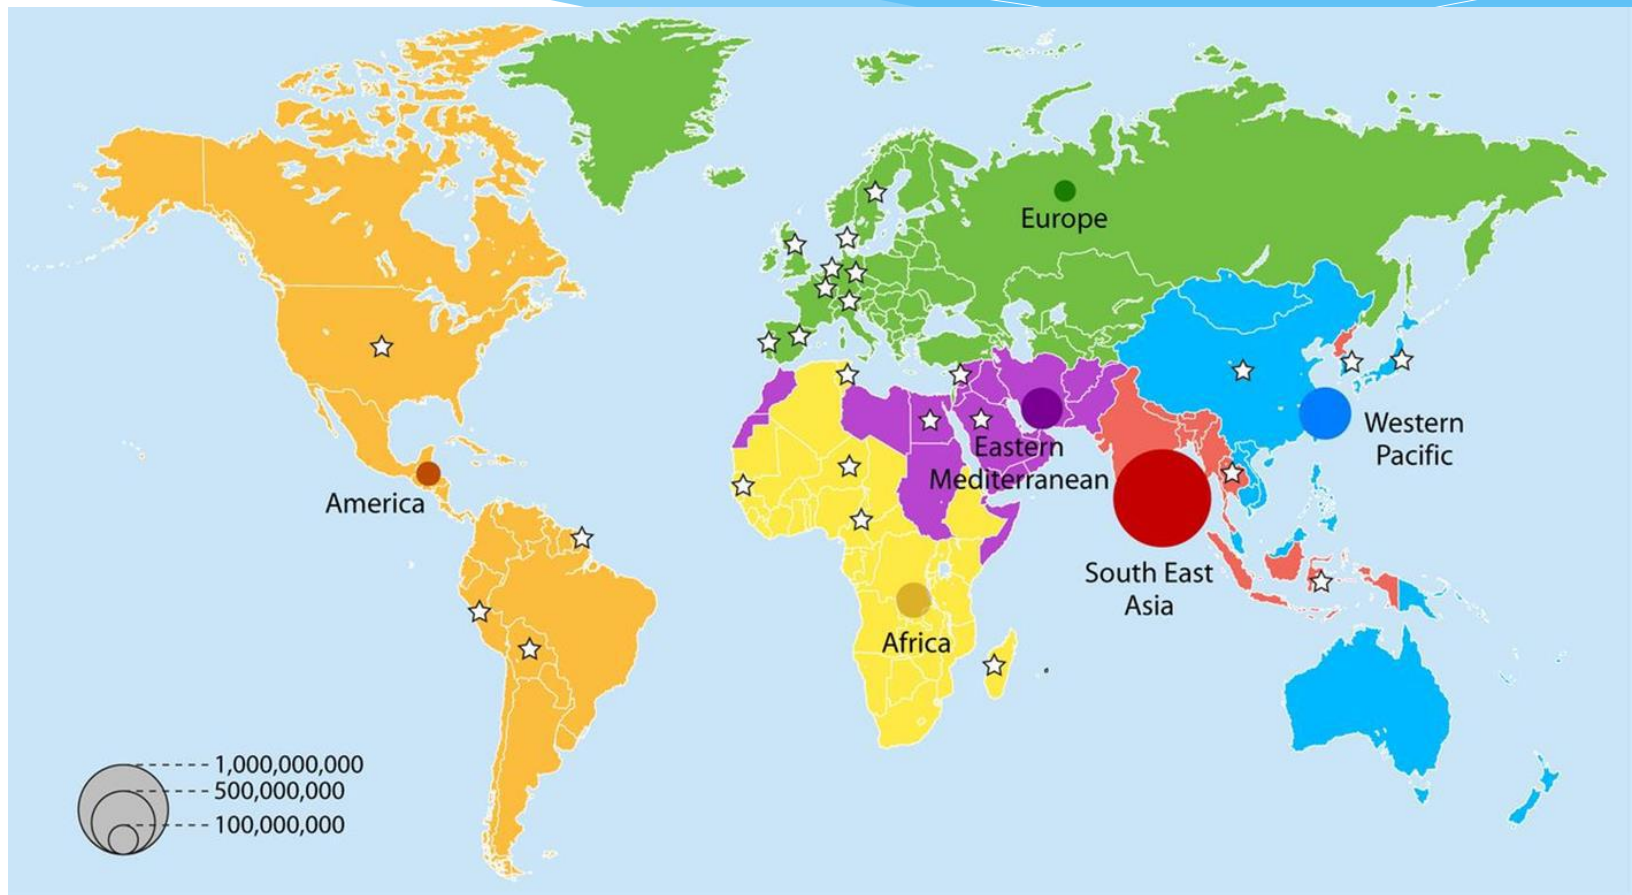 Europe
Western
Pacific
Eastern
Mediterranean
America
South East
Asia
Africa
1,000,000,000
500,000,000
100,000,000